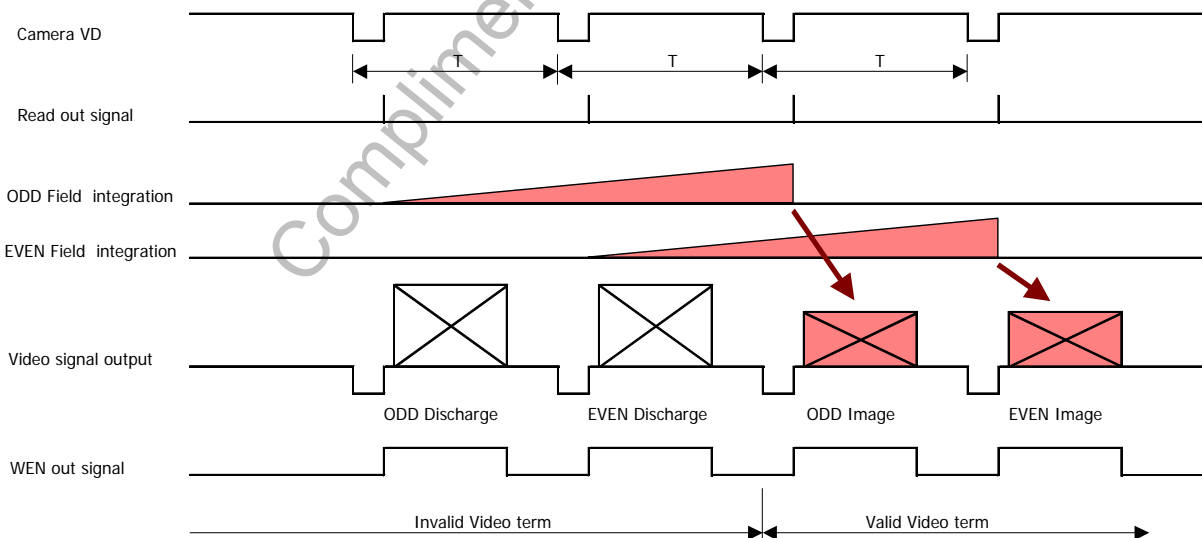 Camera VD
T T T
Read out signal
ODD Field integration
EVEN Field integration
Video signal output
ODD Discharge EVEN Discharge ODD Image EVEN Image
WEN out signal
Invalid Video term Valid Video term